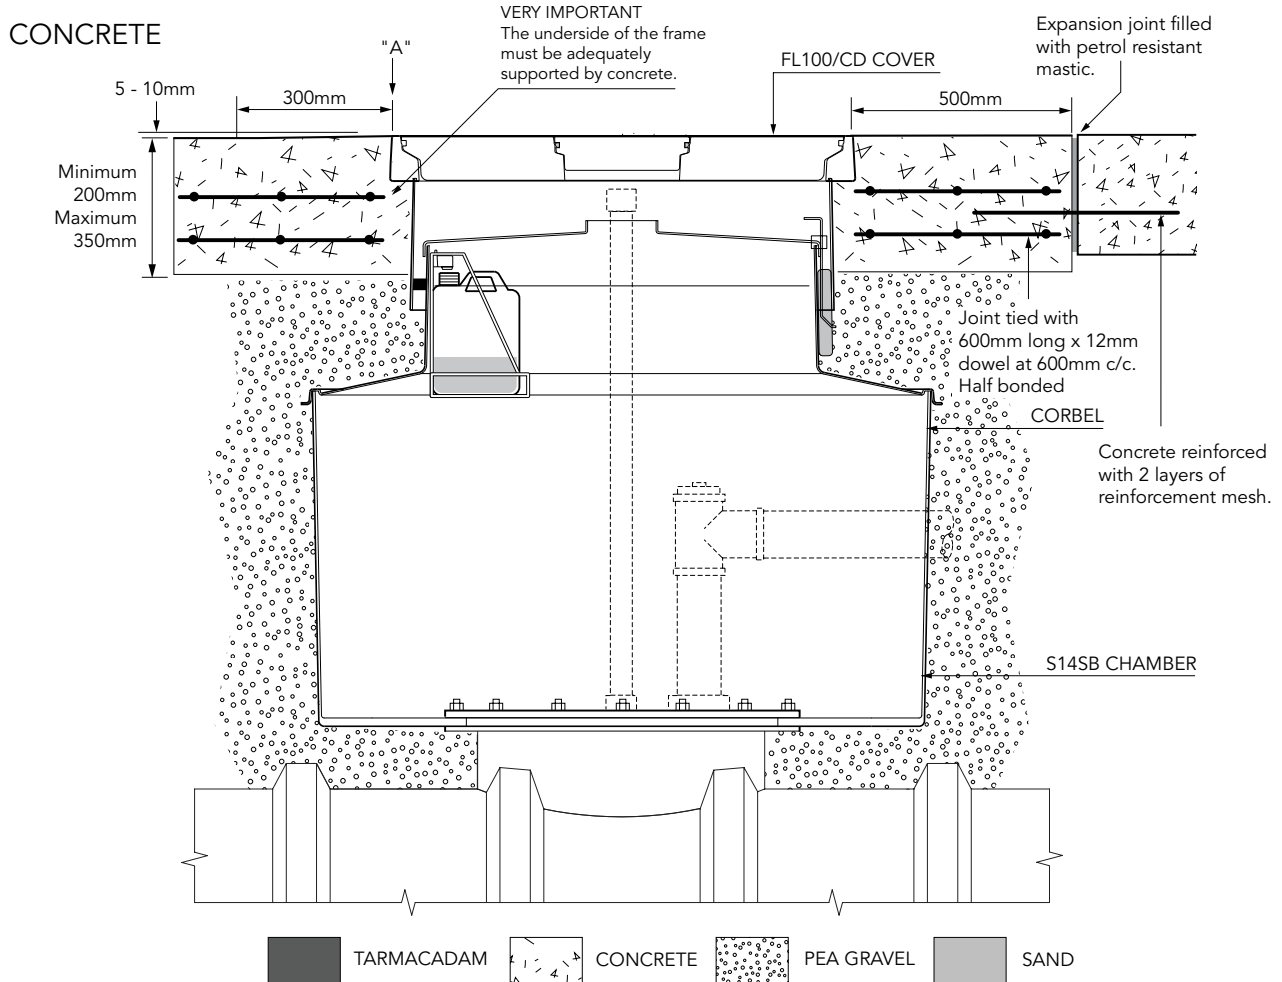 CONCRETE
VERY IMPORTANT
The underside of the frame
must be adequately
supported by concrete.
"A"
FL100/CD COVER
Expansion joint filled
with petrol resistant
mastic.
5 - 10mm
300mm
500mm
Minimum
200mm
Maximum
350mm
Joint tied with
600mm long x 12mm
dowel at 600mm c/c.
Half bonded
CORBEL
Concrete reinforced
with 2 layers of
reinforcement mesh.
S14SB CHAMBER
TARMACADAM
CONCRETE
PEA GRAVEL
SAND